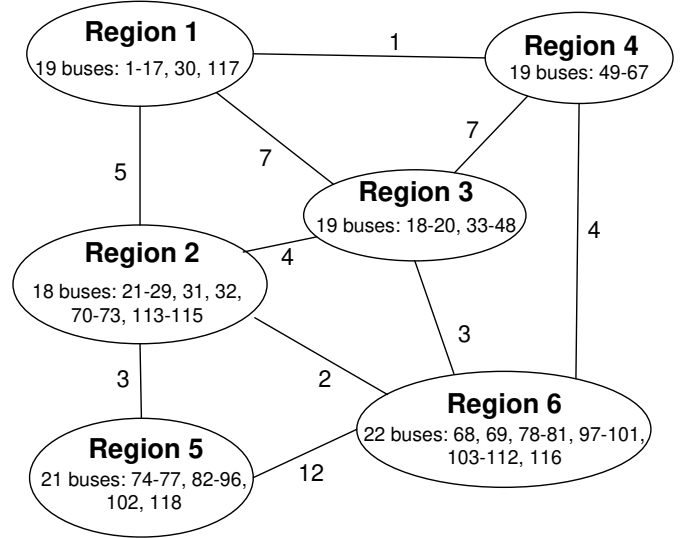 Region 1
19 buses: 1-17, 30, 117
1
Region 4
19 buses: 49-67
5
7
7
Region 3
19 buses: 18-20, 33-48
4
4
Region 2
18 buses: 21-29, 31, 32,
70-73, 113-115
3
3
2
Region 5
21 buses: 74-77, 82-96,
102, 118
12
Region 6
22 buses: 68, 69, 78-81, 97-101,
103-112, 116